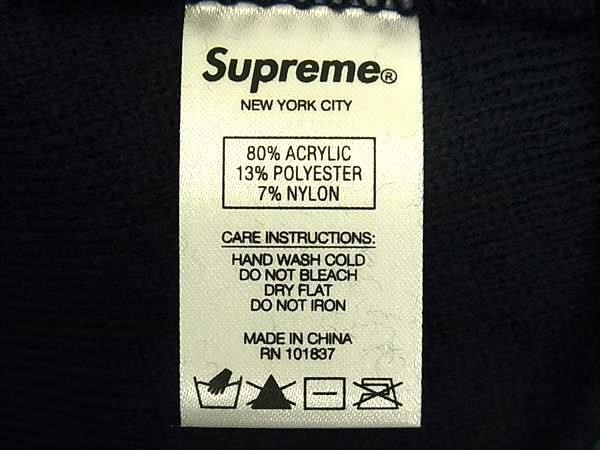 Supreme®
NEW YORK CITY
80% ACRYLIC
13% POLYESTER
7% NYLON
CARE INSTRUCTIONS:
HAND WASH COLD
DO NOT BLEACH
DRY FLAT
DO NOT IRON
MADE IN CHINA
RN 101837